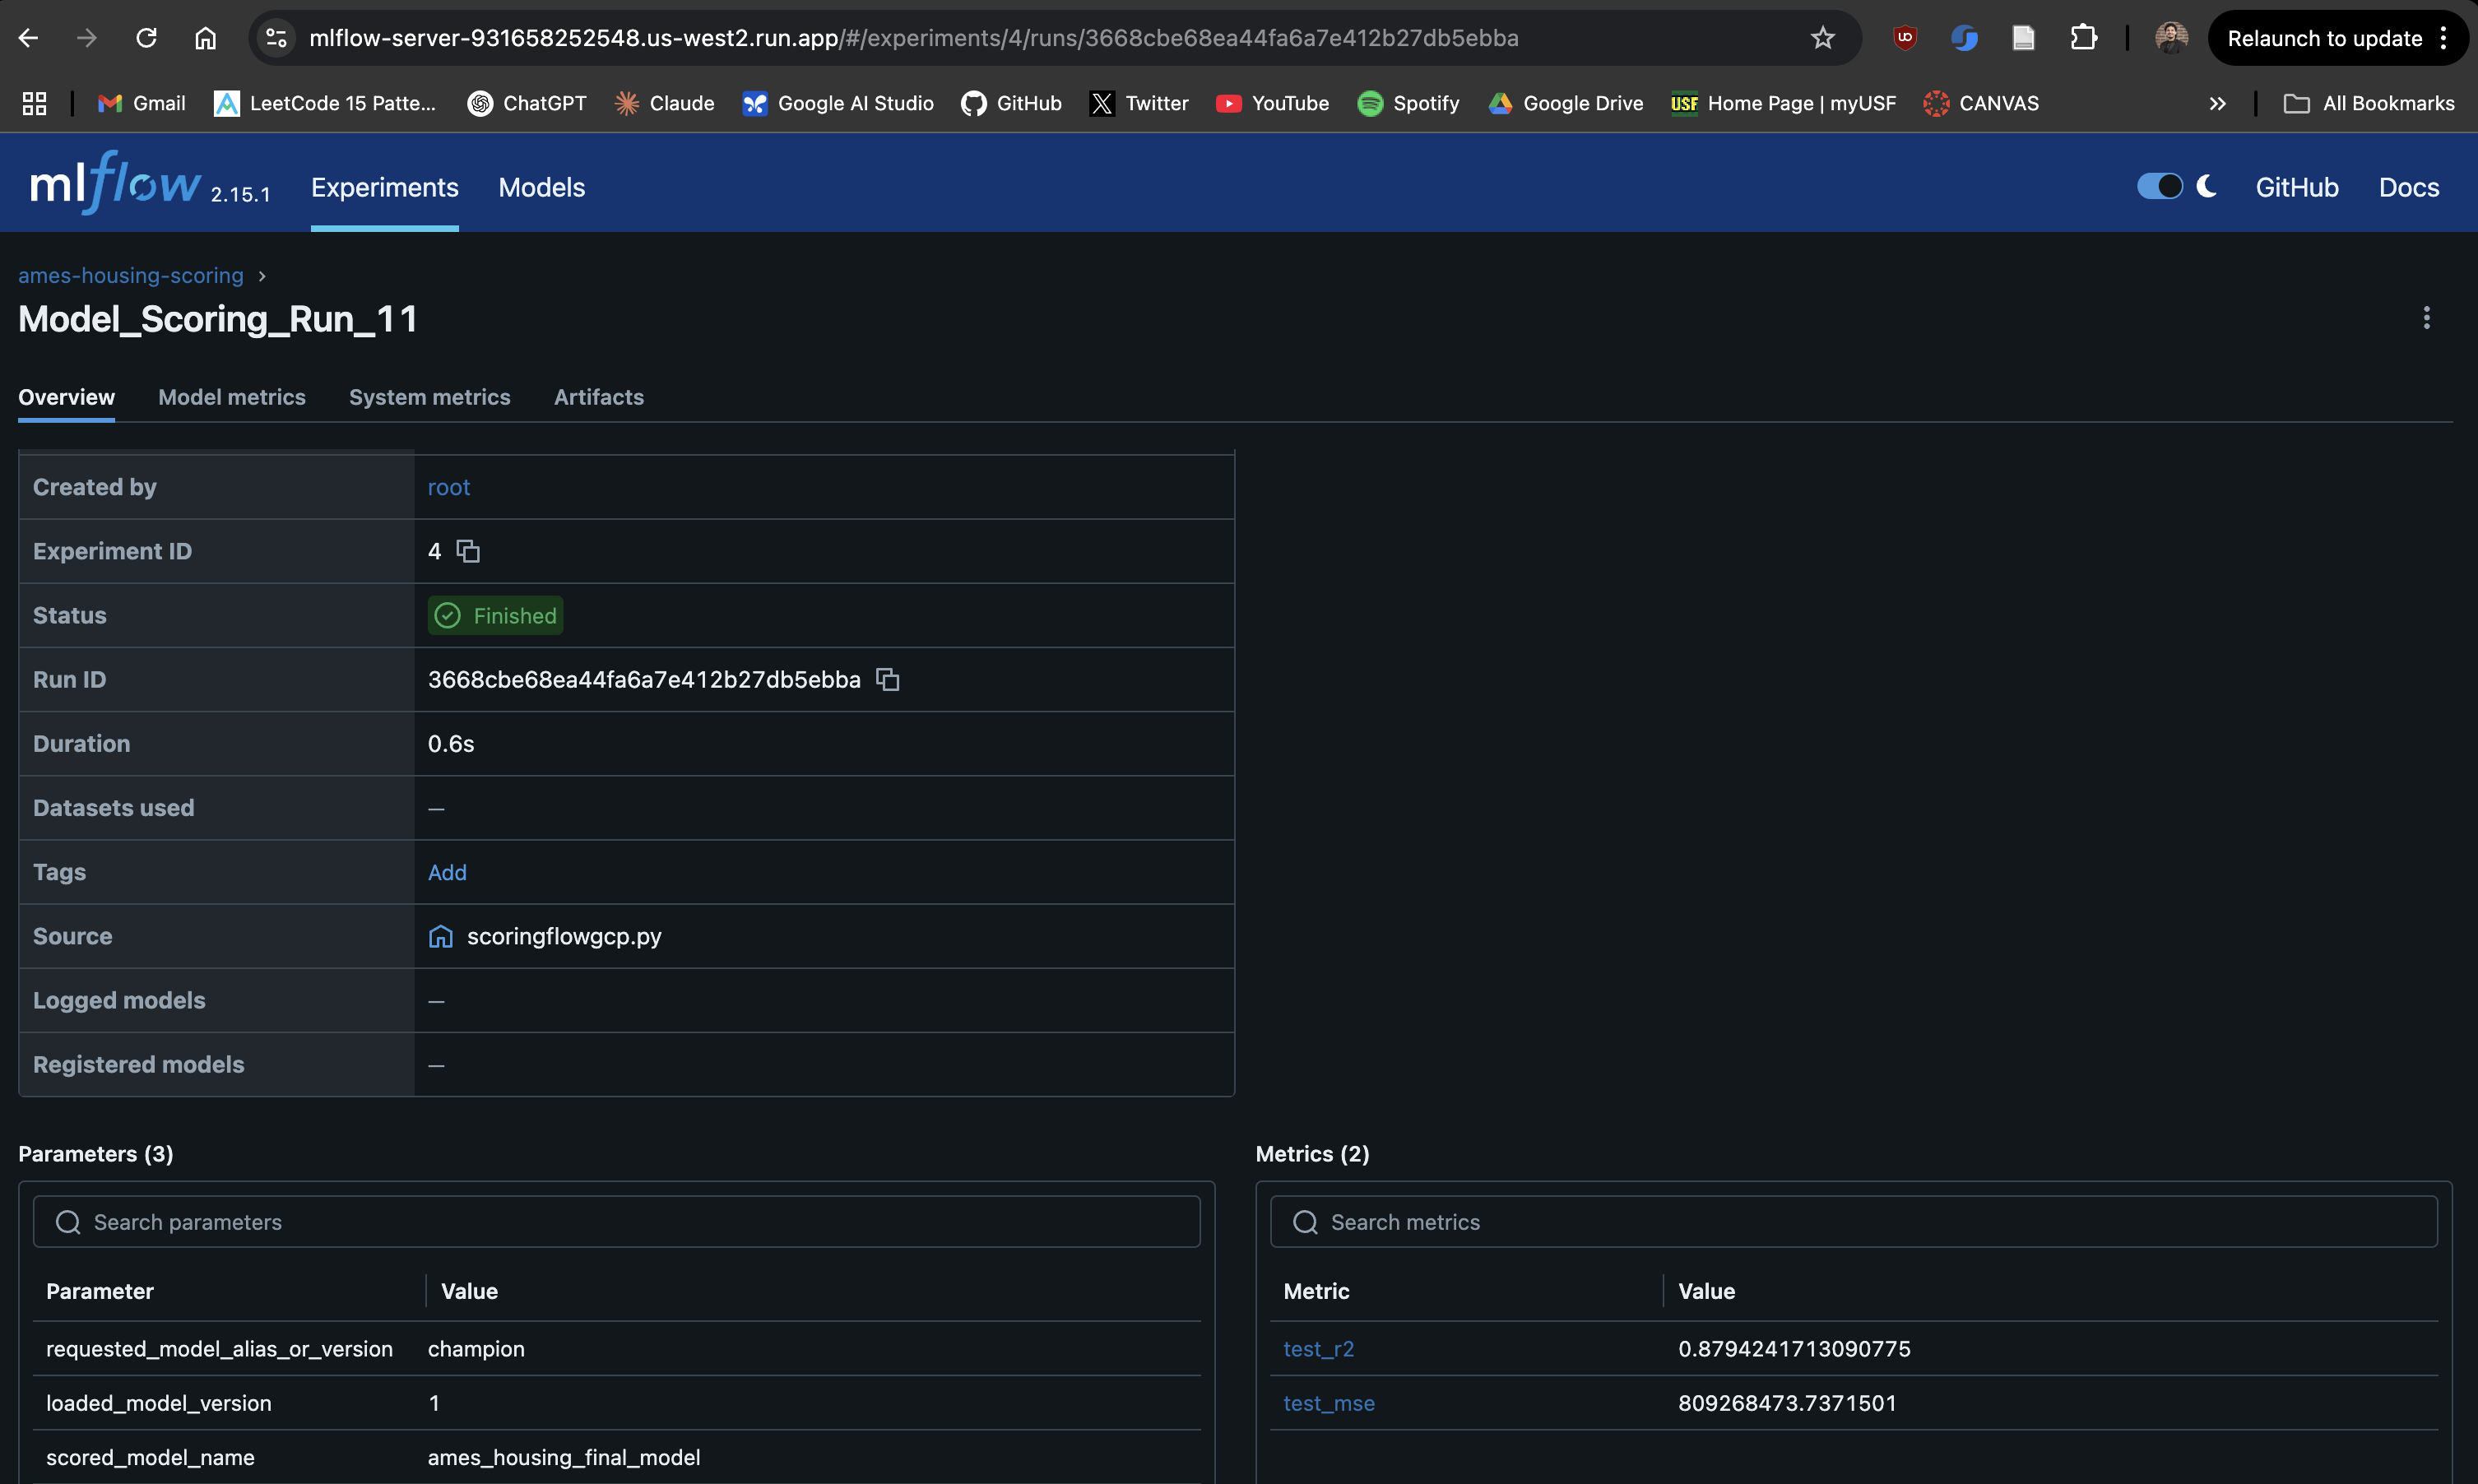 mlflow-server-931658252548.us-west2.run.app/#/experiments/4/runs/3668cbe68ea44fa6a7e412b27db5ebba
Relaunch to update
Gmail LeetCode 15 Patte... ChatGPT Claude Google AI Studio GitHub Twitter YouTube Spotify Google Drive USF Home Page | myUSF CANVAS » All Bookmarks
mlflow 2.15.1 Experiments Models GitHub Docs
ames-housing-scoring
Model_Scoring_Run_11
Overview Model metrics System metrics Artifacts
Created by root
Experiment ID 4
Status Finished
Run ID 3668cbe68ea44fa6a7e412b27db5ebba
Duration 0.6s
Datasets used —
Tags Add
Source scoringflowgcp.py
Logged models —
Registered models —
Parameters (3)
Search parameters
Parameter Value
requested_model_alias_or_version champion
loaded_model_version 1
scored_model_name ames_housing_final_model
Metrics (2)
Search metrics
Metric Value
test_r2 0.8794241713090775
test_mse 809268473.7371501